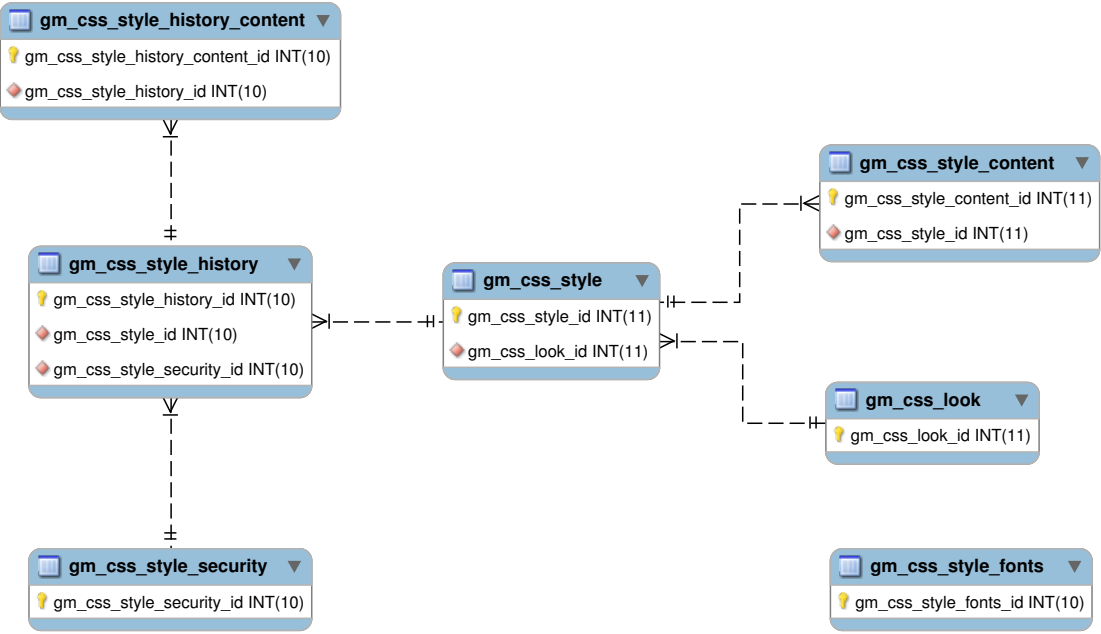 gm_css_style_history_content
gm_css_style_history_content_id INT(10)
gm_css_style_history_id INT(10)
gm_css_style_history
gm_css_style_history_id INT(10)
gm_css_style_id INT(10)
gm_css_style_security_id INT(10)
gm_css_style_security
gm_css_style_security_id INT(10)
gm_css_style
gm_css_style_id INT(11)
gm_css_look_id INT(11)
gm_css_style_content
gm_css_style_content_id INT(11)
gm_css_style_id INT(11)
gm_css_look
gm_css_look_id INT(11)
gm_css_style_fonts
gm_css_style_fonts_id INT(10)